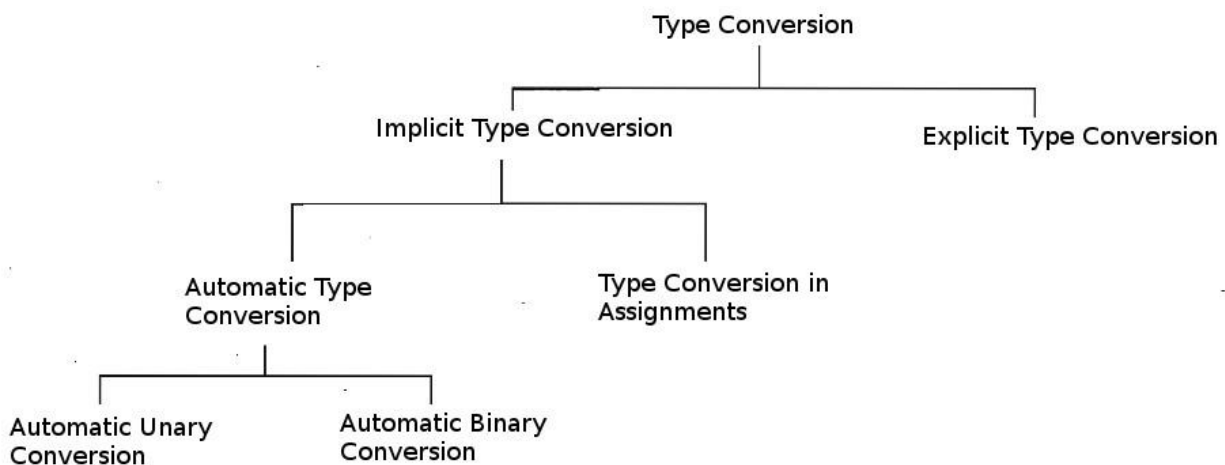 Type Conversion
Implicit Type Conversion
Explicit Type Conversion
Automatic Type
Conversion
Type Conversion in
Assignments
Automatic Unary
Conversion
Automatic Binary
Conversion